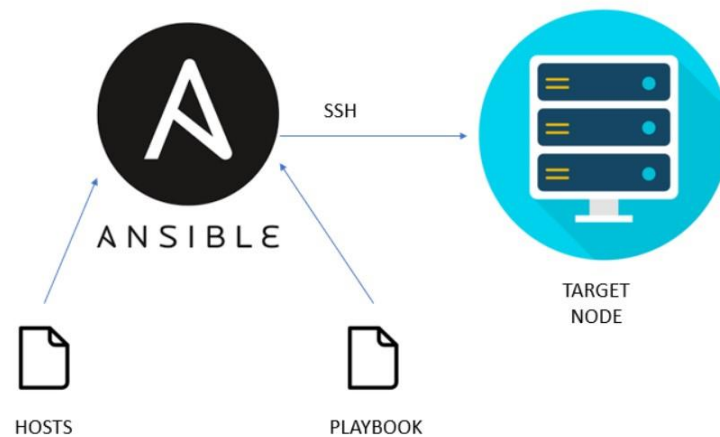 SSH
ANSIBLE
TARGET
NODE
HOSTS
PLAYBOOK